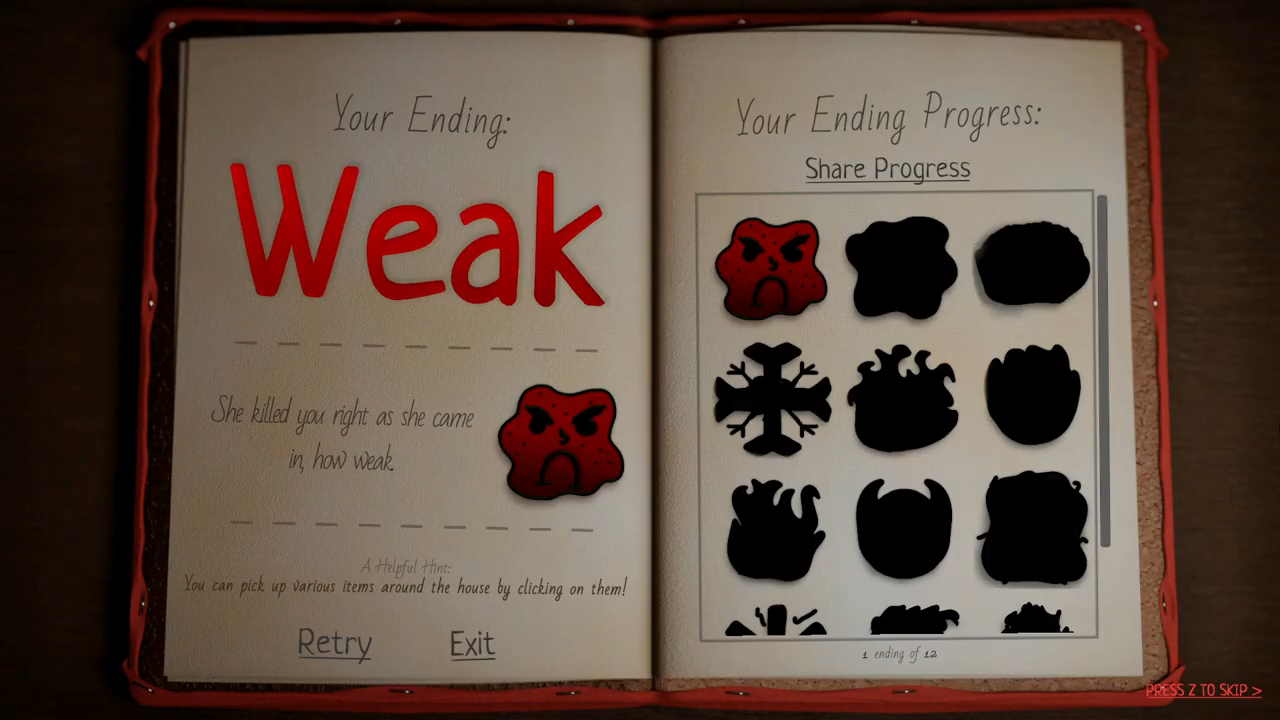 Your Ending:
Weak
She killed you right as she came
in, how weak.
A Helpful Hint:
You can pick up various items around the house by clicking on them!
Retry
Exit
Your Ending Progress:
Share Progress
1 ending of 12
PRESS Z TO SKIP >